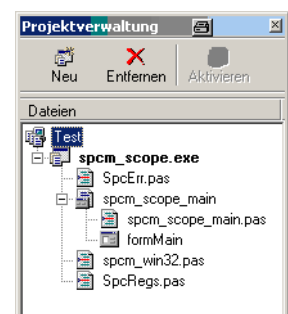 Projektverwaltung
Neu Entfernen Aktivieren
Dateien
Test
spcm_scope.exe
SpcErr.pas
spcm_scope_main
spcm_scope_main.pas
formMain
spcm_win32.pas
SpcRegs.pas